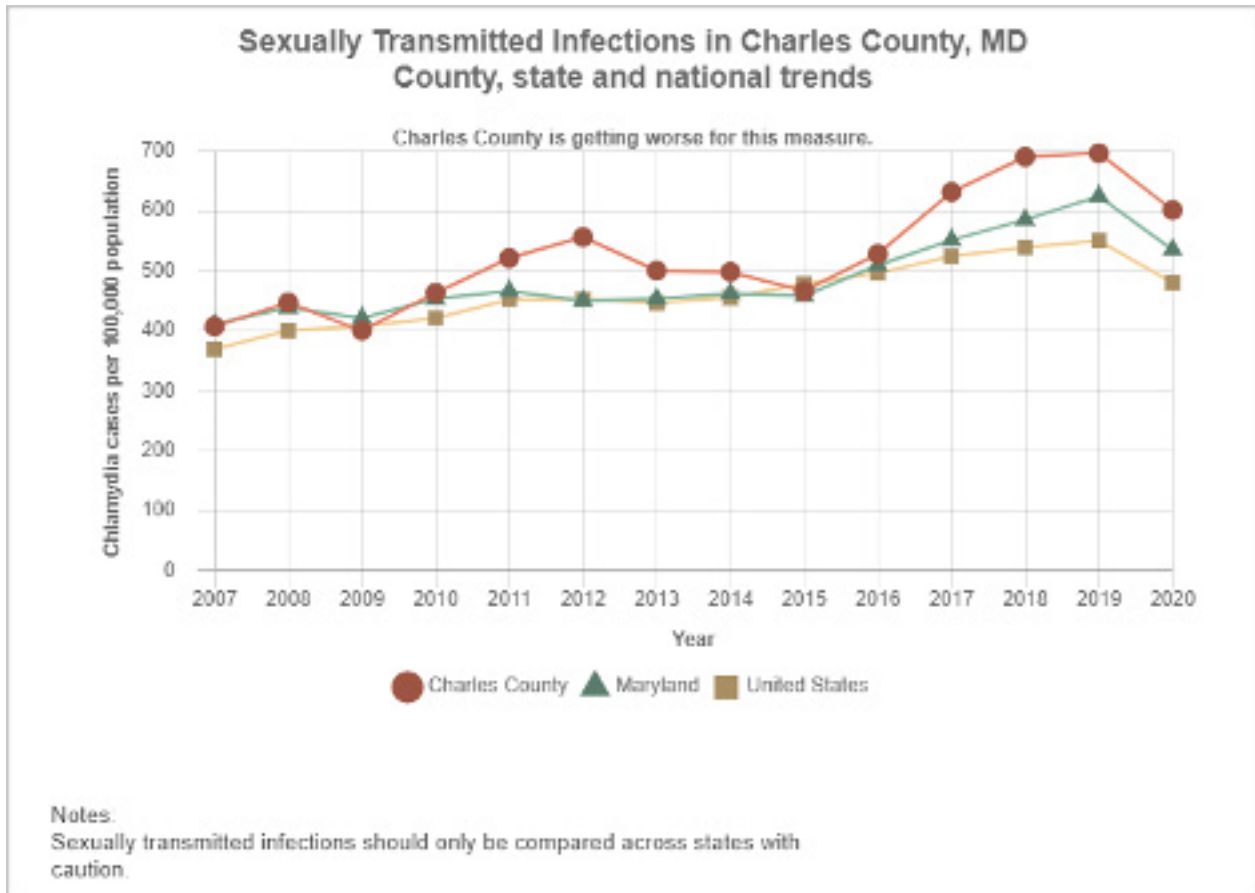 Sexually Transmitted Infections in Charles County, MD
County, state and national trends
Charles County is getting worse for this measure.
700
600
500
400
300
200
100
0
Chlamydia cases per 100,000 population
2007 2008 2009 2010 2011 2012 2013 2014 2015 2016 2017 2018 2019 2020
Year
Charles County Maryland United States
Notes:
Sexually transmitted infections should only be compared across states with
caution.